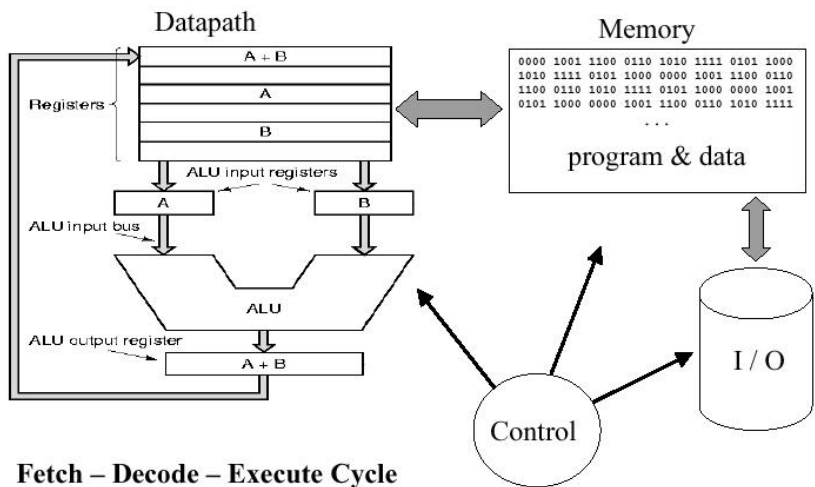 Datapath
Memory
A + B
A
B
Registers
0000 1001 1100 0110 1010 1111 0101 1000
1010 1111 0101 1000 0000 1001 1100 0110
1100 0110 1010 1111 0101 1000 0000 1001
0101 1000 0000 1001 1100 0110 1010 1111
. . .
program & data
ALU input registers
A
B
ALU input bus
ALU
ALU output register
A + B
I / O
Control
Fetch – Decode – Execute Cycle